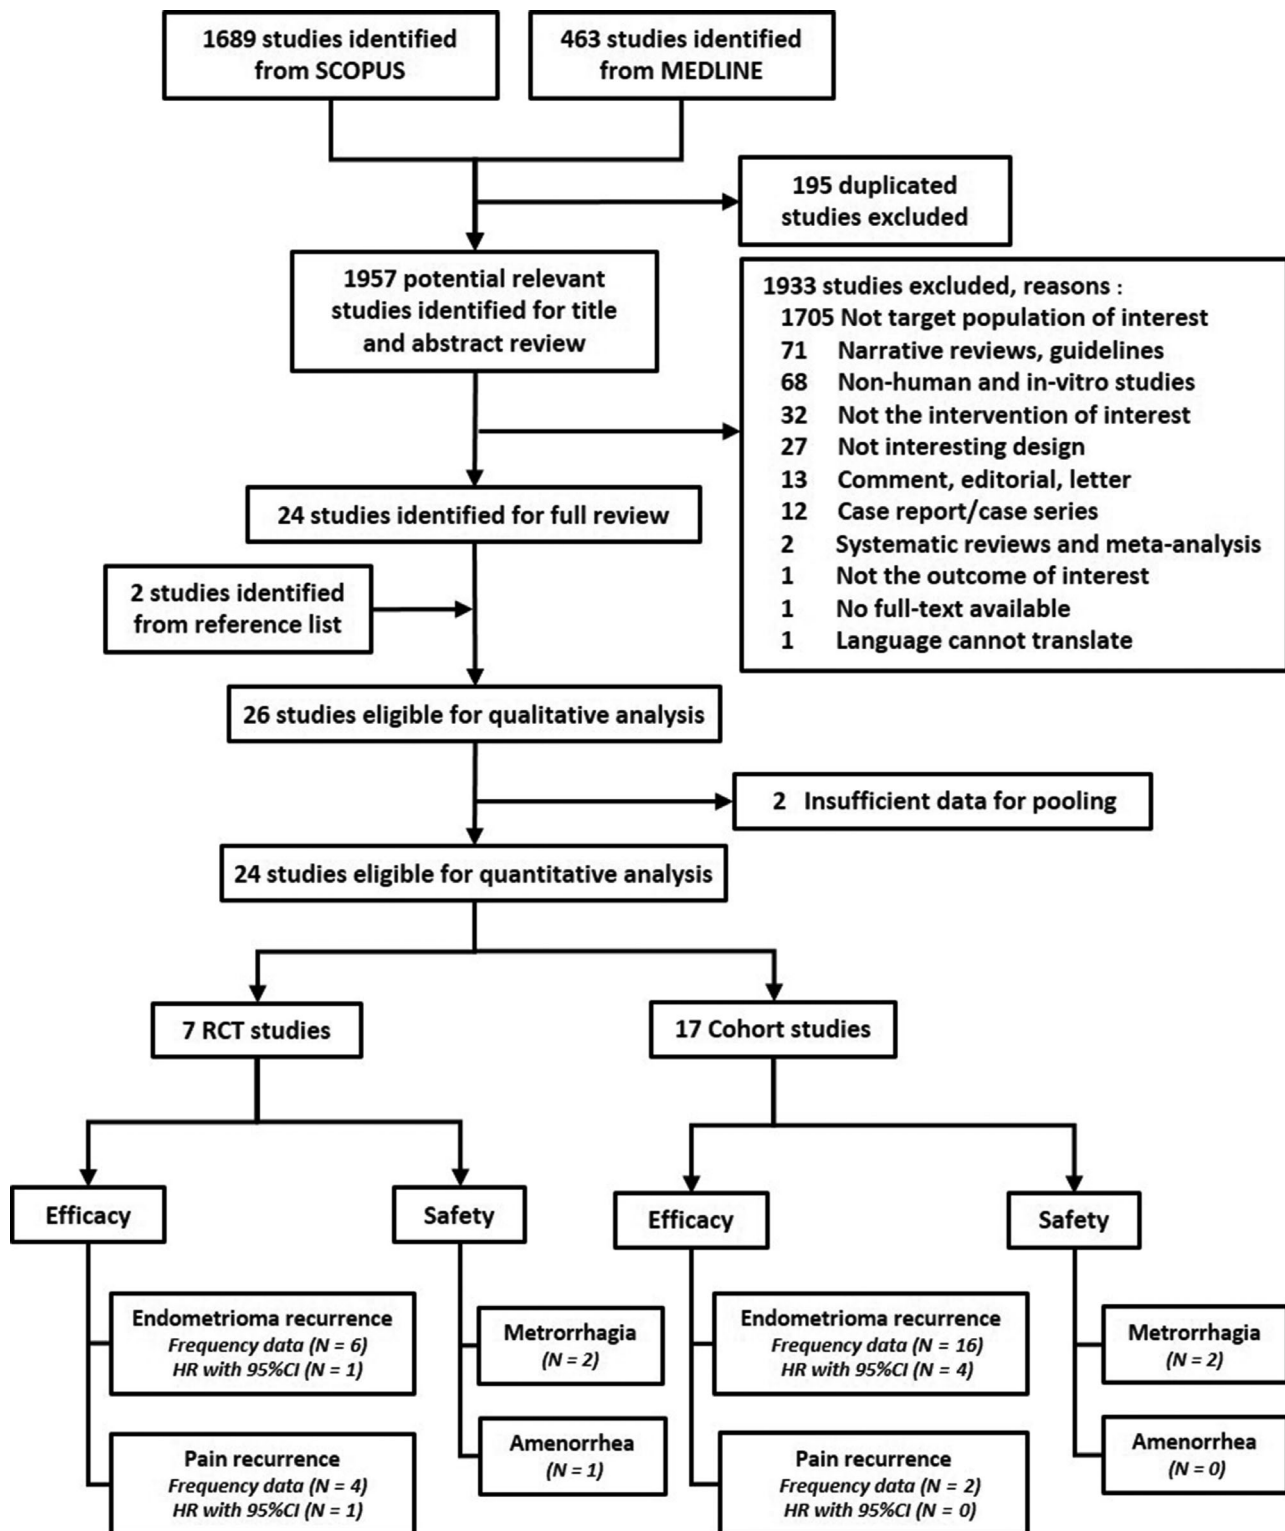 1689 studies identified
from SCOPUS
463 studies identified
from MEDLINE
195 duplicated
studies excluded
1957 potential relevant
studies identified for title
and abstract review
1933 studies excluded, reasons :
1705 Not target population of interest
71 Narrative reviews, guidelines
68 Non-human and in-vitro studies
32 Not the intervention of interest
27 Not interesting design
13 Comment, editorial, letter
12 Case report/case series
2 Systematic reviews and meta-analysis
1 Not the outcome of interest
1 No full-text available
1 Language cannot translate
24 studies identified for full review
2 studies identified
from reference list
26 studies eligible for qualitative analysis
2 Insufficient data for pooling
24 studies eligible for quantitative analysis
7 RCT studies
17 Cohort studies
Efficacy
Safety
Efficacy
Safety
Endometrioma recurrence
Frequency data (N = 6)
HR with 95%CI (N = 1)
Metrorrhagia
(N = 2)
Endometrioma recurrence
Frequency data (N = 16)
HR with 95%CI (N = 4)
Metrorrhagia
(N = 2)
Pain recurrence
Frequency data (N = 4)
HR with 95%CI (N = 1)
Amenorrhea
(N = 1)
Pain recurrence
Frequency data (N = 2)
HR with 95%CI (N = 0)
Amenorrhea
(N = 0)